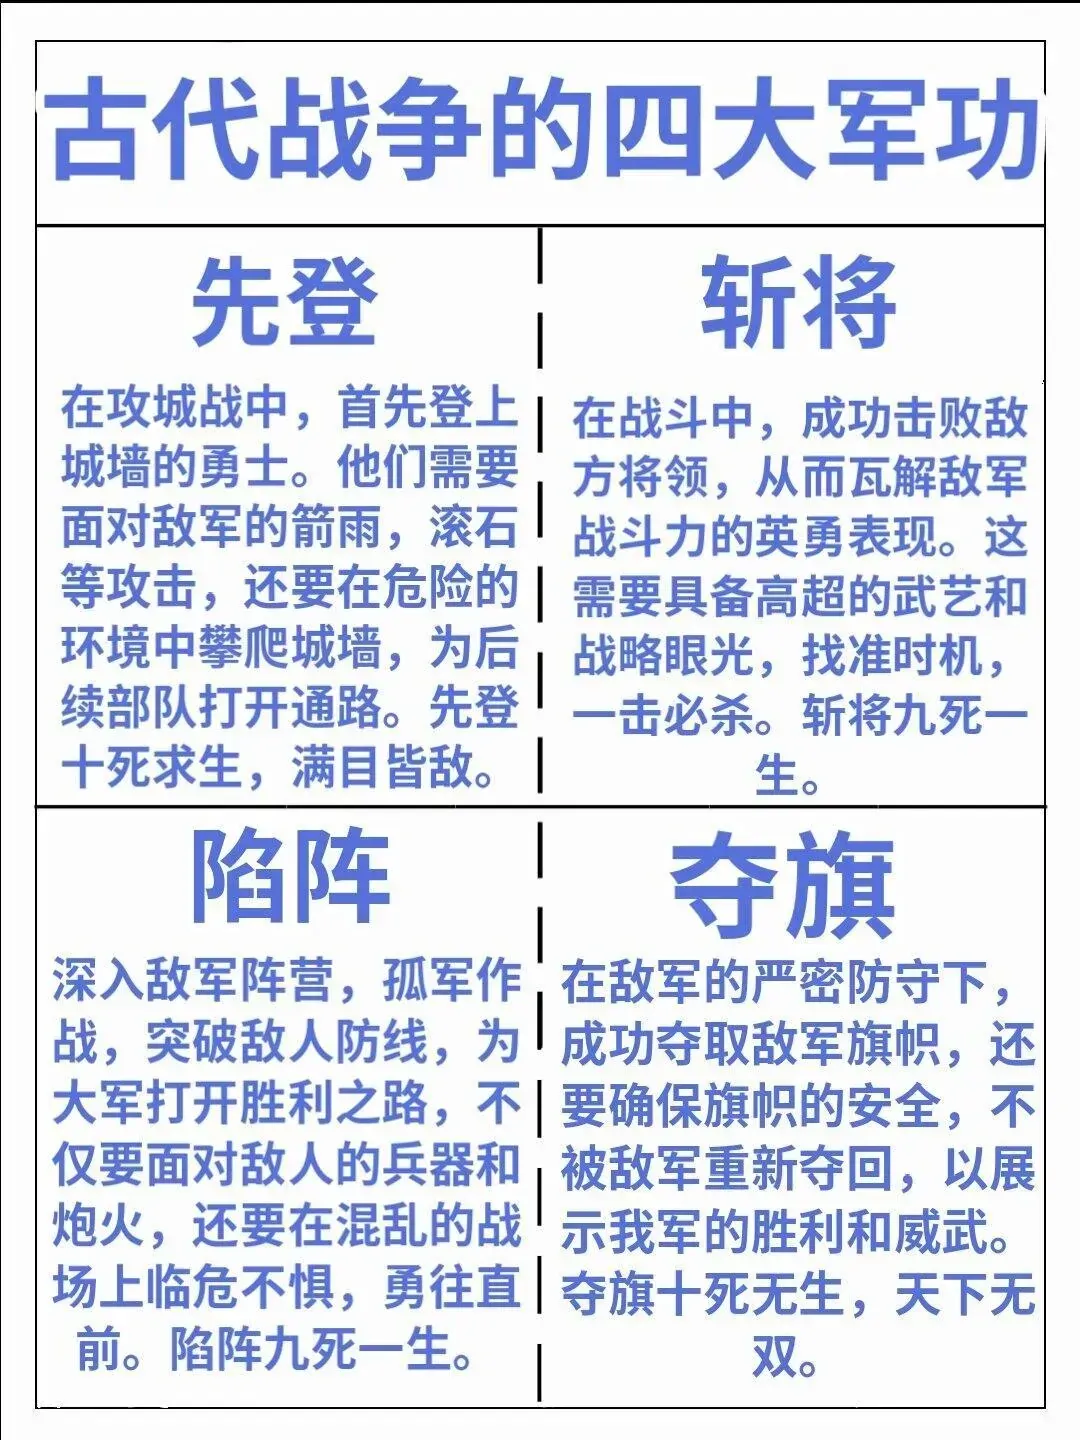 古代战争的四大军功
先登
在攻城战中，首先登上
城墙的勇士。他们需要
面对敌军的箭雨，滚石
等攻击，还要在危险的
环境中攀爬城墙，为后
续部队打开通路。先登
十死求生，满目皆敌。
斩将
在战斗中，成功击败敌
方将领，从而瓦解敌军
战斗力的英勇表现。这
需要具备高超的武艺和
战略眼光，找准时机，
一击必杀。斩将九死一
生。
陷阵
深入敌军阵营，孤军作
战，突破敌人防线，为
大军打开胜利之路，不
仅要面对敌人的兵器和
炮火，还要在混乱的战
场上临危不惧，勇往直
前。陷阵九死一生。
夺旗
在敌军的严密防守下，
成功夺取敌军旗帜，还
要确保旗帜的安全，不
被敌军重新夺回，以展
示我军的胜利和威武。
夺旗十死无生，天下无
双。